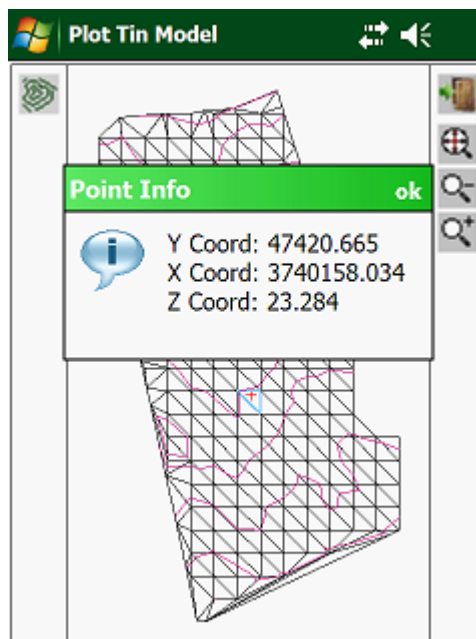 Plot Tin Model
Point Info ok
Y Coord: 47420.665
X Coord: 3740158.034
Z Coord: 23.284